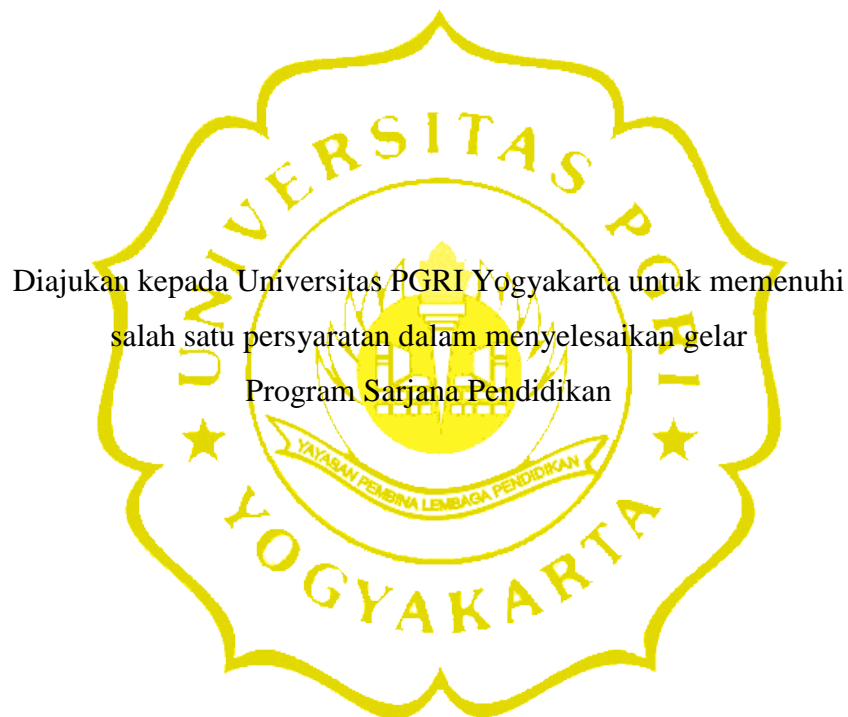 UNIVERSITAS PGRI
Diajukan kepada Universitas PGRI Yogyakarta untuk memenuhi
salah satu persyaratan dalam menyelesaikan gelar
Program Sarjana Pendidikan
YAYASAN PEMBINA LEMBAGA PENDIDIKAN
YOGYAKARTA